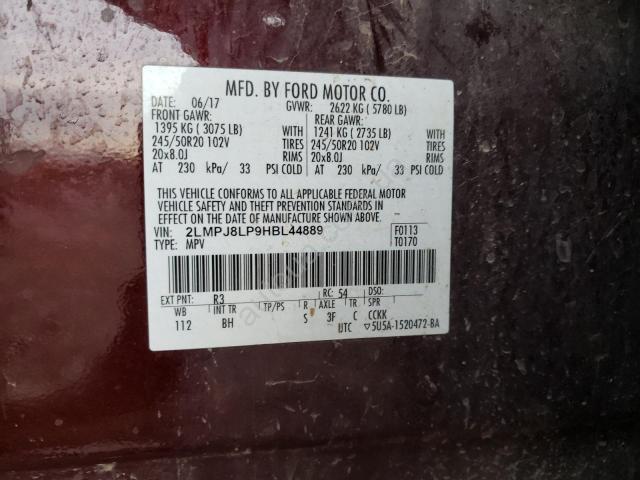 MFD. BY FORD MOTOR CO.
DATE: 06/17 GVWR: 2622 KG ( 5780 LB)
FRONT GAWR: REAR GAWR:
1395 KG ( 3075 LB) WITH 1241 KG ( 2735 LB) WITH
245/50R20 102V TIRES 245/50R20 102V TIRES
20x8.0J RIMS 20x8.0J RIMS
AT 230 kPa/ 33 PSI COLD AT 230 kPa/ 33 PSI COLD
THIS VEHICLE CONFORMS TO ALL APPLICABLE FEDERAL MOTOR
VEHICLE SAFETY AND THEFT PREVENTION STANDARDS IN
EFFECT ON THE DATE OF MANUFACTURE SHOWN ABOVE.
VIN: 2LMPJ8LP9HBL44889 F0113
TYPE: MPV T0170
EXT PNT: R3 RC: 54 DSO:
WB INT TR TP/PS R AXLE TR SPR
112 BH S 3F C CCKK
UTC ▽5U5A-1520472-BA